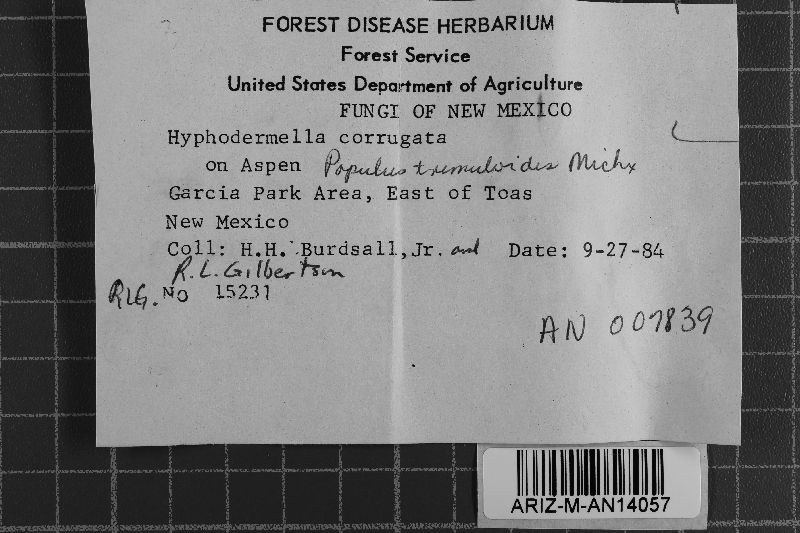 FOREST DISEASE HERBARIUM
Forest Service
United States Department of Agriculture
FUNGI OF NEW MEXICO
Hyphodermella corrugata
on Aspen Populus tremuloides Michx
Garcia Park Area, East of Toas
New Mexico
Coll: H.H. Burdsall,Jr. and Date: 9-27-84
R.L. Gilbertson
RLG. No 15231
AN 007839
ARIZ-M-AN14057